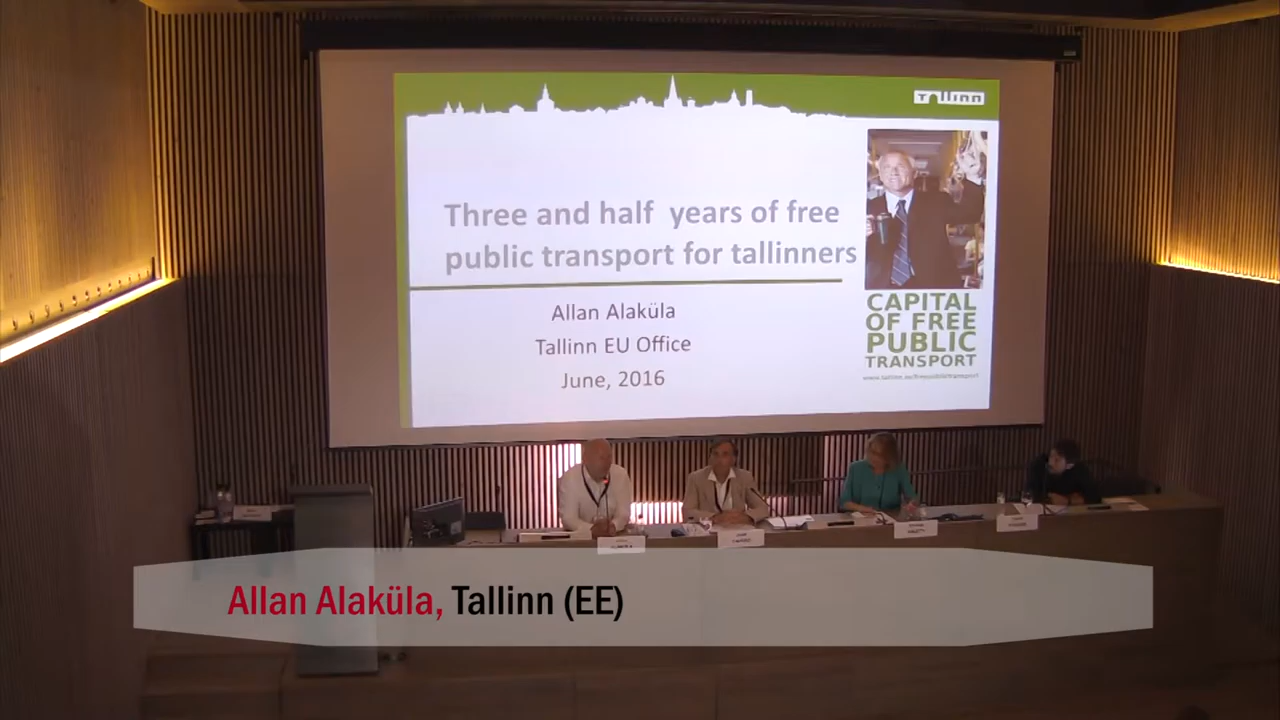 Tallinn
Three and half years of free
public transport for tallinners
Allan Alaküla
Tallinn EU Office
June, 2016
CAPITAL
OF FREE
PUBLIC
TRANSPORT
Allan Alaküla, Tallinn (EE)